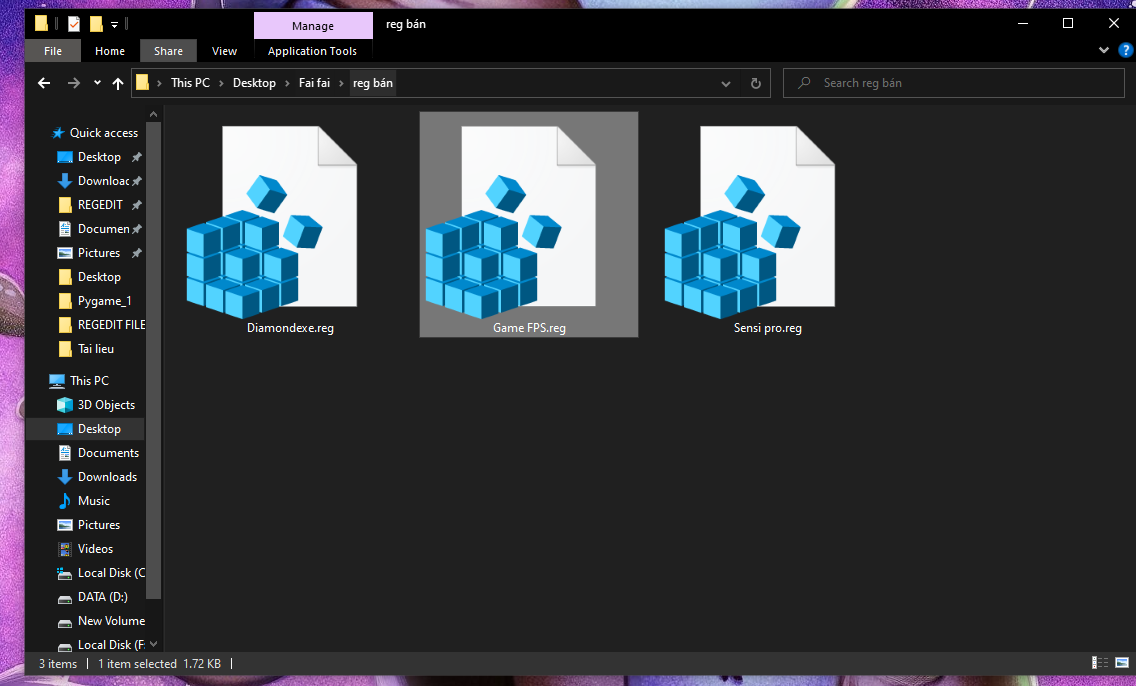 Manage
reg bán
File
Home
Share
View
Application Tools
This PC
Desktop
Fai fai
reg bán
Search reg bán
Quick access
Desktop
Downloac
REGEDIT
Documen
Pictures
Desktop
Pygame_1
REGEDIT FILE
Tai lieu
This PC
3D Objects
Desktop
Documents
Downloads
Music
Pictures
Videos
Local Disk (C
DATA (D:)
New Volume
Local Disk (F:
Diamondexe.reg
Game FPS.reg
Sensi pro.reg
3 items
1 item selected 1.72 KB